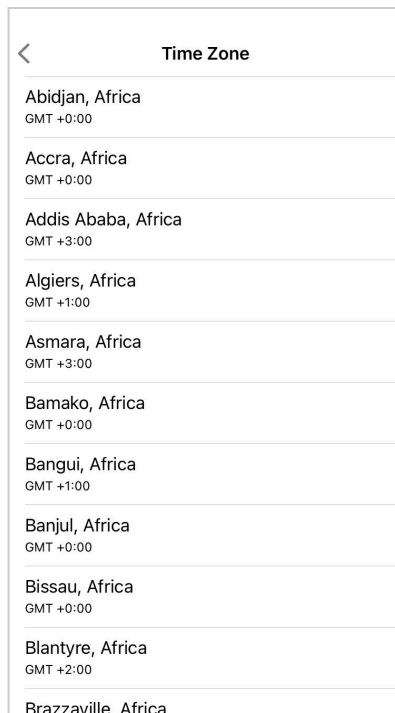 Time Zone
Abidjan, Africa
GMT +0:00
Accra, Africa
GMT +0:00
Addis Ababa, Africa
GMT +3:00
Algiers, Africa
GMT +1:00
Asmara, Africa
GMT +3:00
Bamako, Africa
GMT +0:00
Bangui, Africa
GMT +1:00
Banjul, Africa
GMT +0:00
Bissau, Africa
GMT +0:00
Blantyre, Africa
GMT +2:00
Brazzaville, Africa